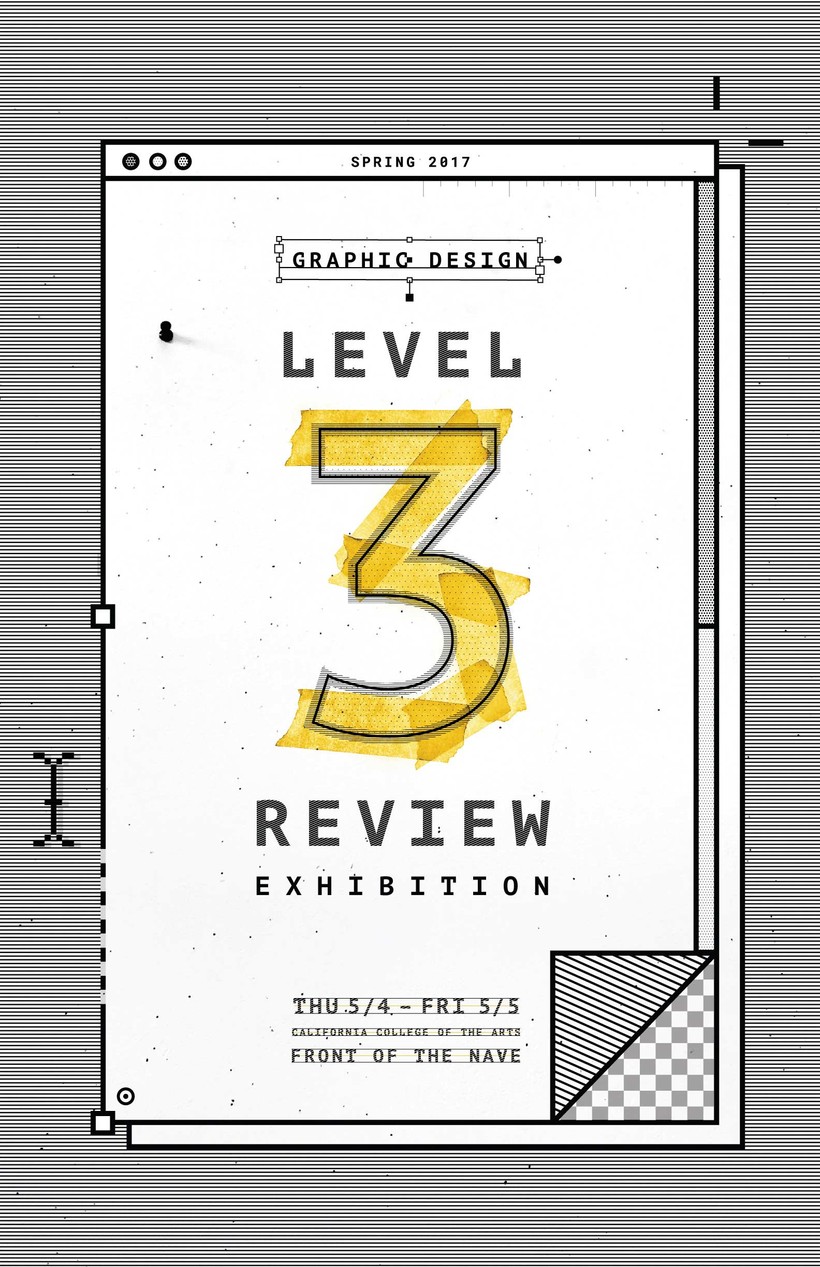 SPRING 2017
GRAPHIC DESIGN
LEVEL
3
REVIEW
EXHIBITION
THU 5/4 – FRI 5/5
CALIFORNIA COLLEGE OF THE ARTS
FRONT OF THE NAVE